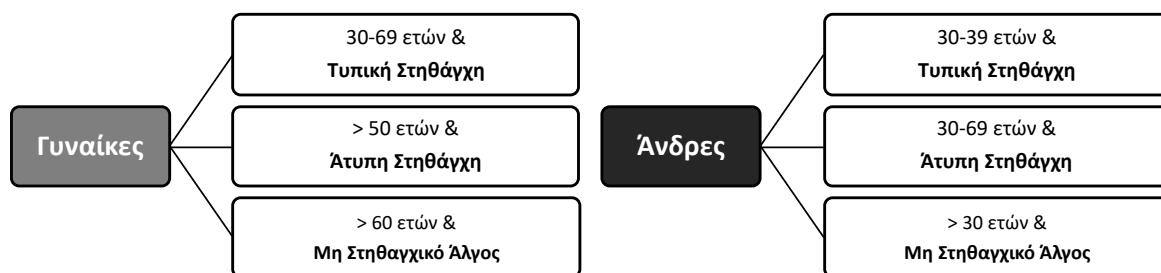 Γυναίκες
30-69 ετών &
Τυπική Στηθάγχη
> 50 ετών &
Άτυπη Στηθάγχη
> 60 ετών &
Μη Στηθαγχικό Άλγος
Άνδρες
30-39 ετών &
Τυπική Στηθάγχη
30-69 ετών &
Άτυπη Στηθάγχη
> 30 ετών &
Μη Στηθαγχικό Άλγος